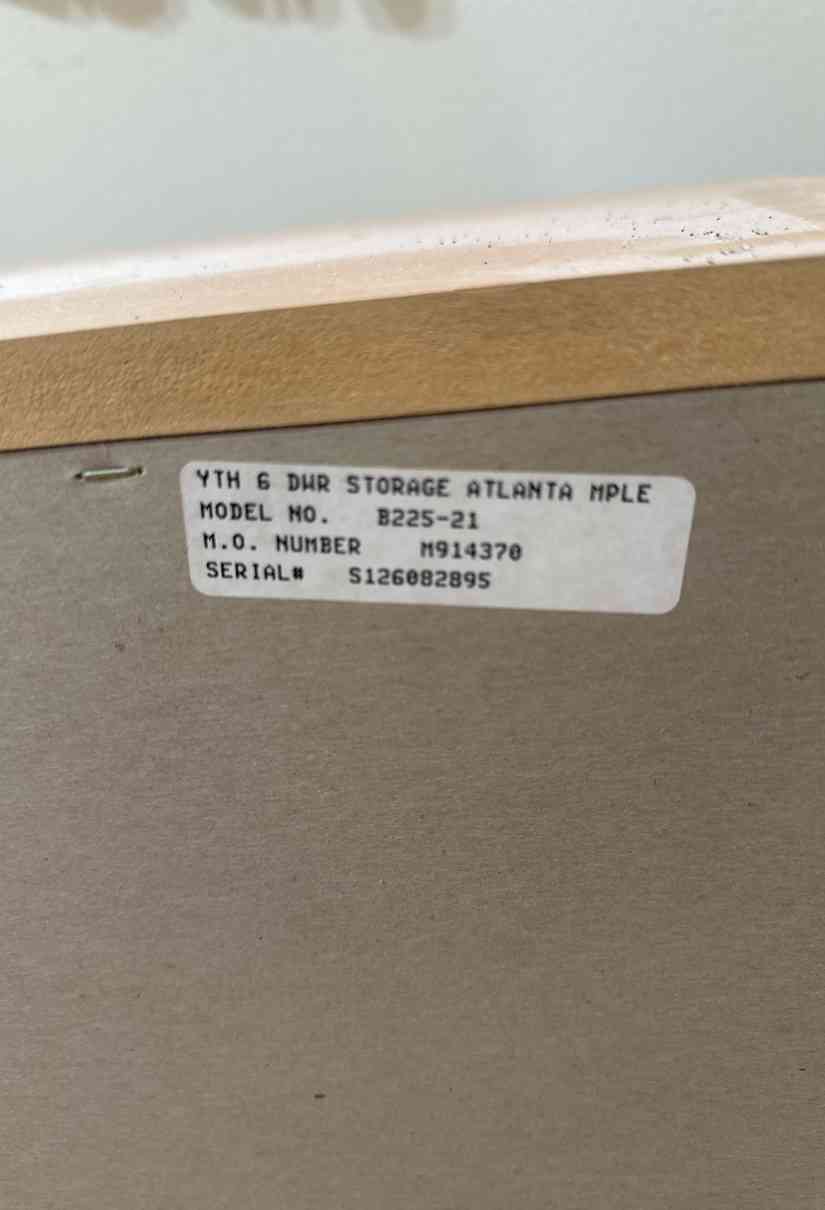 YTH 6 DWR STORAGE ATLANTA MPLE
MODEL NO. B225-21
M.O. NUMBER M914370
SERIAL# S126082895